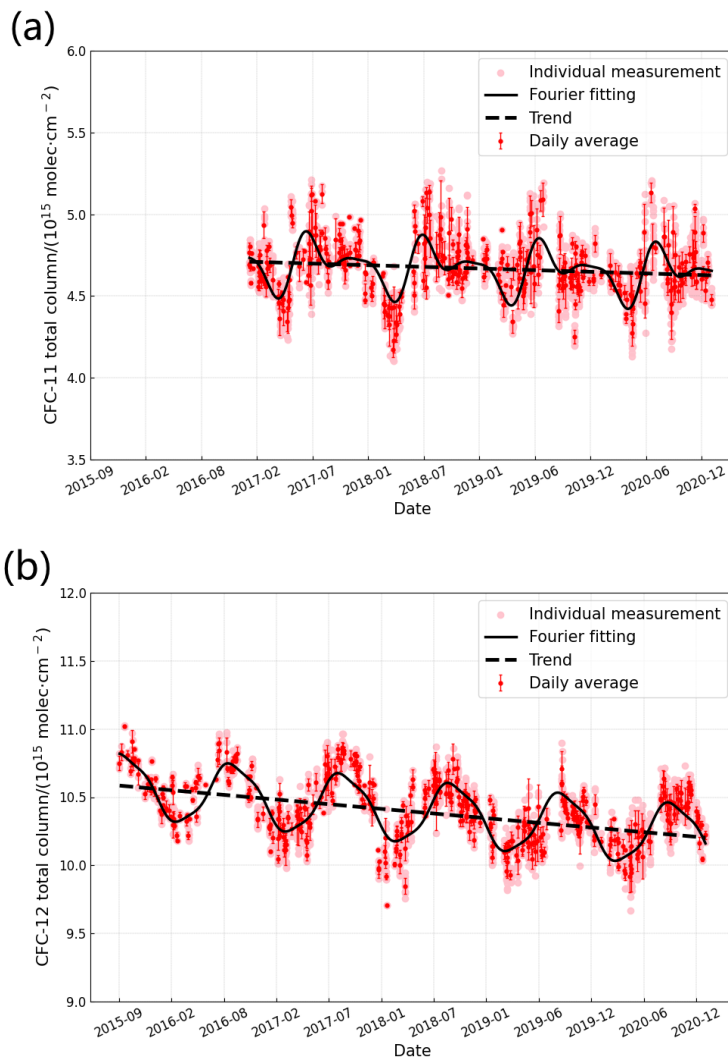 (a)
6.0
5.5
5.0
4.5
4.0
3.5
CFC-11 total column/(10¹⁵ molec·cm⁻²)
Individual measurement
Fourier fitting
Trend
Daily average
2015-09 2016-02 2016-08 2017-02 2017-07 2018-01 2018-07 2019-01 2019-06 2019-12 2020-06 2020-12
Date
(b)
12.0
11.5
11.0
10.5
10.0
9.5
9.0
CFC-12 total column/(10¹⁵ molec·cm⁻²)
Individual measurement
Fourier fitting
Trend
Daily average
2015-09 2016-02 2016-08 2017-02 2017-07 2018-01 2018-07 2019-01 2019-06 2019-12 2020-06 2020-12
Date